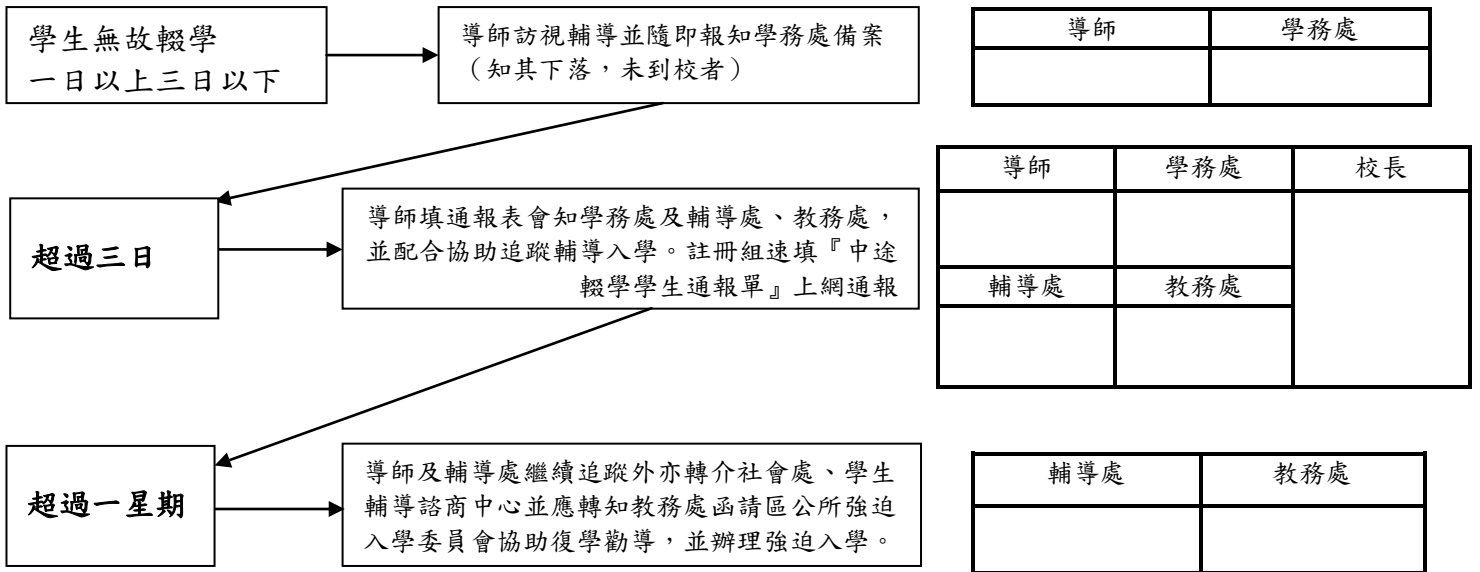 學生無故輟學
一日以上三日以下
導師訪視輔導並隨即報知學務處備案
（知其下落，未到校者）
導師 學務處
超過三日
導師填通報表會知學務處及輔導處、教務處，
並配合協助追蹤輔導入學。註冊組速填『中途
輟學學生通報單』上網通報
導師 學務處 校長
輔導處 教務處
超過一星期
導師及輔導處繼續追蹤外亦轉介社會處、學生
輔導諮商中心並應轉知教務處函請區公所強迫
入學委員會協助復學勸導，並辦理強迫入學。
輔導處 教務處